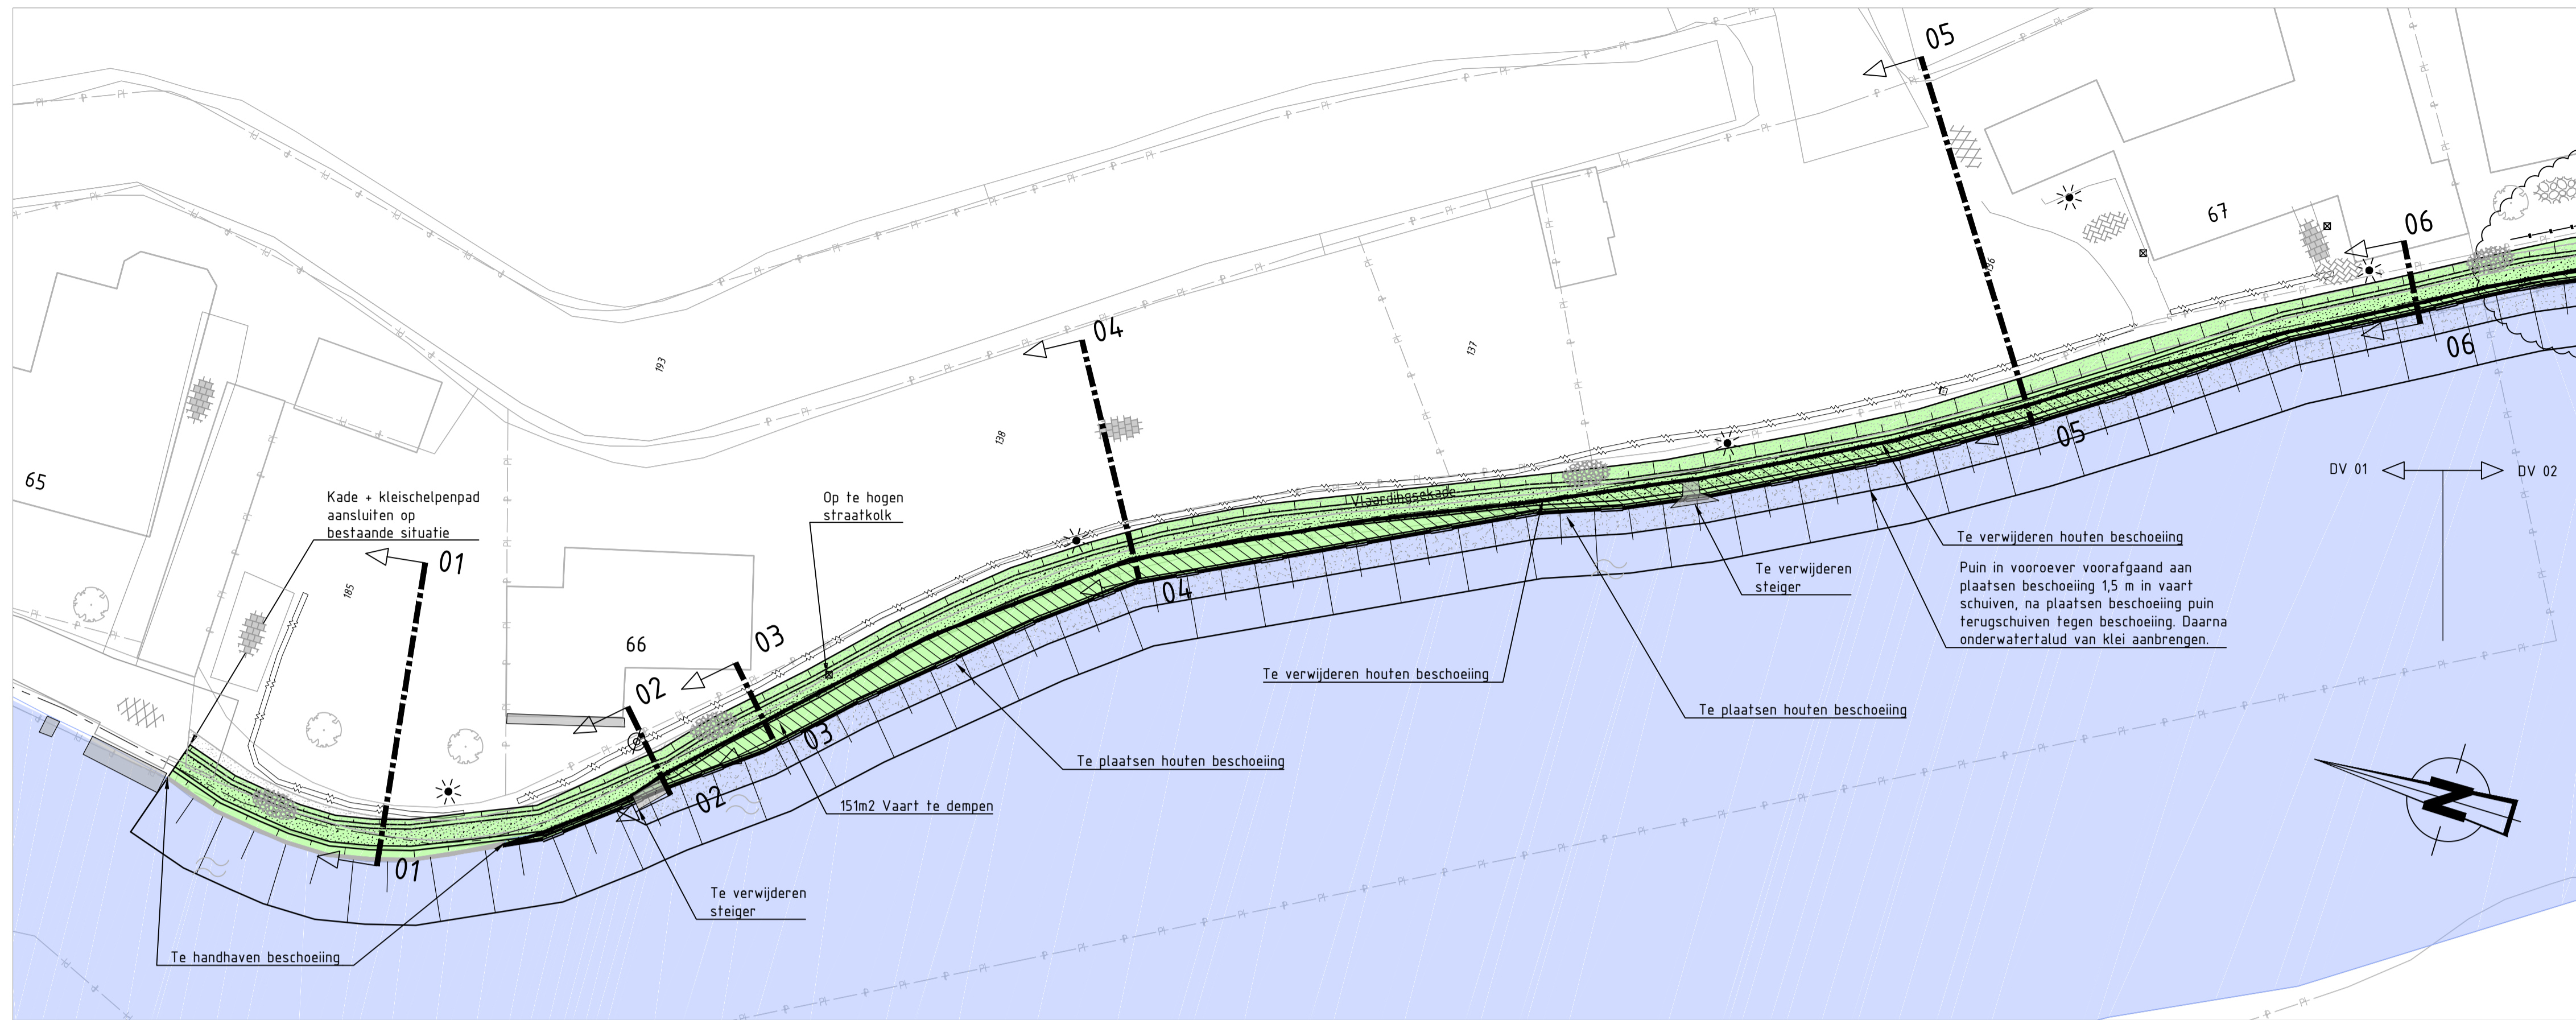 05
06
67
136
04
193
137
138
06
65
Kade + kleischelpenpad
aansluiten op
bestaande situatie
Op te hogen
straatkolk
Vlaardingsekade
05
DV 01
DV 02
01
185
04
Te verwijderen houten beschoeiing
Puin in vooroever voorafgaand aan
plaatsen beschoeiing 1,5 m in vaart
schuiven, na plaatsen beschoeiing puin
terugschuiven tegen beschoeiing. Daarna
onderwatertalud van klei aanbrengen.
Te verwijderen
steiger
66
03
02
Te verwijderen houten beschoeiing
Te plaatsen houten beschoeiing
03
Te plaatsen houten beschoeiing
02
151m2 Vaart te dempen
N
01
Te verwijderen
steiger
Te handhaven beschoeiing